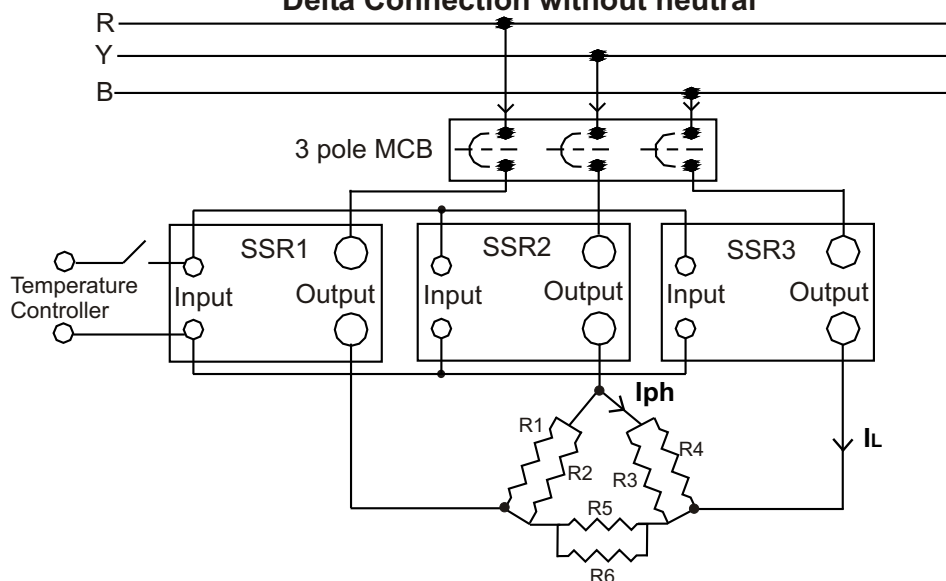 Delta Connection without neutral
R
Y
B
3 pole MCB
SSR1
SSR2
SSR3
Temperature
Controller
Input
Output
Input
Output
Input
Output
Iph
IL
R1
R2
R3
R4
R5
R6